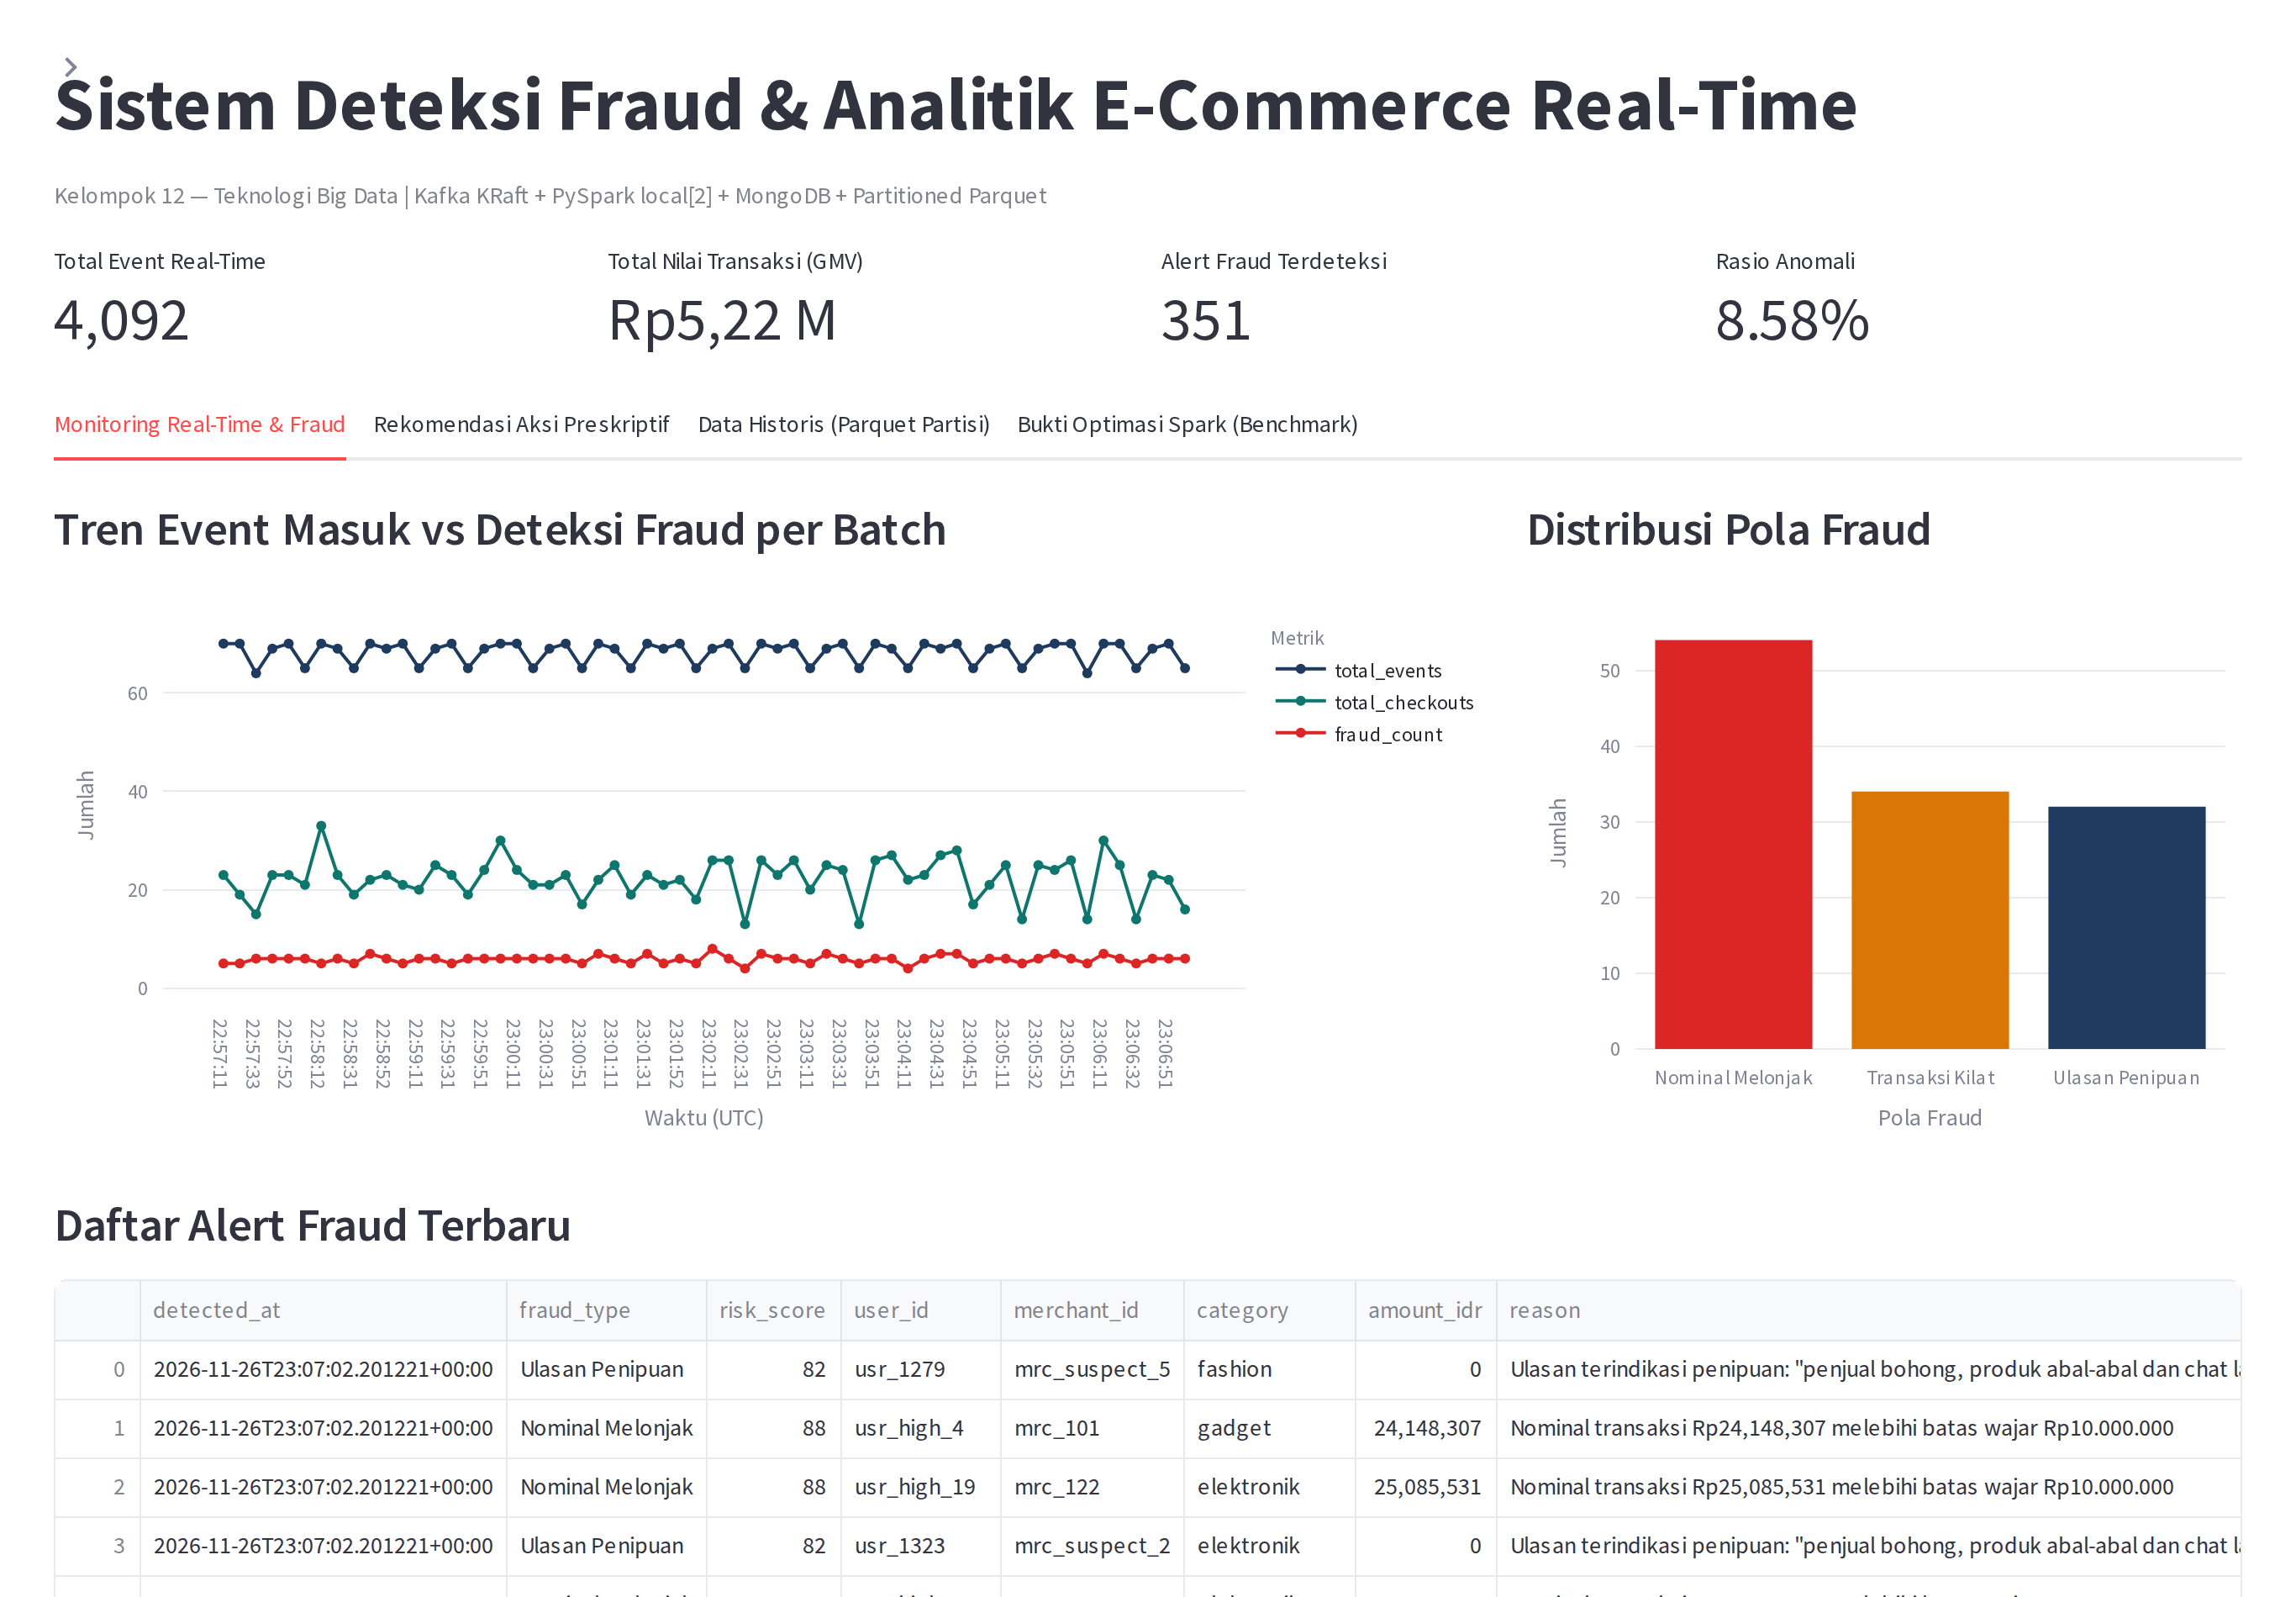 Sistem Deteksi Fraud & Analitik E-Commerce Real-Time
Kelompok 12 — Teknologi Big Data | Kafka KRaft + PySpark local[2] + MongoDB + Partitioned Parquet
Total Event Real-Time
4,092
Total Nilai Transaksi (GMV)
Rp5,22 M
Alert Fraud Terdeteksi
351
Rasio Anomali
8.58%
Monitoring Real-Time & Fraud Rekomendasi Aksi Preskriptif Data Historis (Parquet Partisi) Bukti Optimasi Spark (Benchmark)
Tren Event Masuk vs Deteksi Fraud per Batch
Jumlah
60
40
20
0
22:57:11
22:57:33
22:57:52
22:58:12
22:58:31
22:58:52
22:59:11
22:59:31
22:59:51
23:00:11
23:00:31
23:00:51
23:01:11
23:01:31
23:01:52
23:02:11
23:02:31
23:02:51
23:03:11
23:03:31
23:03:51
23:04:11
23:04:31
23:04:51
23:05:11
23:05:32
23:05:51
23:06:11
23:06:32
23:06:51
Waktu (UTC)
Metrik
total_events
total_checkouts
fraud_count
Distribusi Pola Fraud
Jumlah
50
40
30
20
10
0
Nominal Melonjak
Transaksi Kilat
Ulasan Penipuan
Pola Fraud
Daftar Alert Fraud Terbaru
detected_at fraud_type risk_score user_id merchant_id category amount_idr reason
0 2026-11-26T23:07:02.201221+00:00 Ulasan Penipuan 82 usr_1279 mrc_suspect_5 fashion 0 Ulasan terindikasi penipuan: "penjual bohong, produk abal-abal dan chat
1 2026-11-26T23:07:02.201221+00:00 Nominal Melonjak 88 usr_high_4 mrc_101 gadget 24,148,307 Nominal transaksi Rp24,148,307 melebihi batas wajar Rp10.000.000
2 2026-11-26T23:07:02.201221+00:00 Nominal Melonjak 88 usr_high_19 mrc_122 elektronik 25,085,531 Nominal transaksi Rp25,085,531 melebihi batas wajar Rp10.000.000
3 2026-11-26T23:07:02.201221+00:00 Ulasan Penipuan 82 usr_1323 mrc_suspect_2 elektronik 0 Ulasan terindikasi penipuan: "penjual bohong, produk abal-abal dan chat